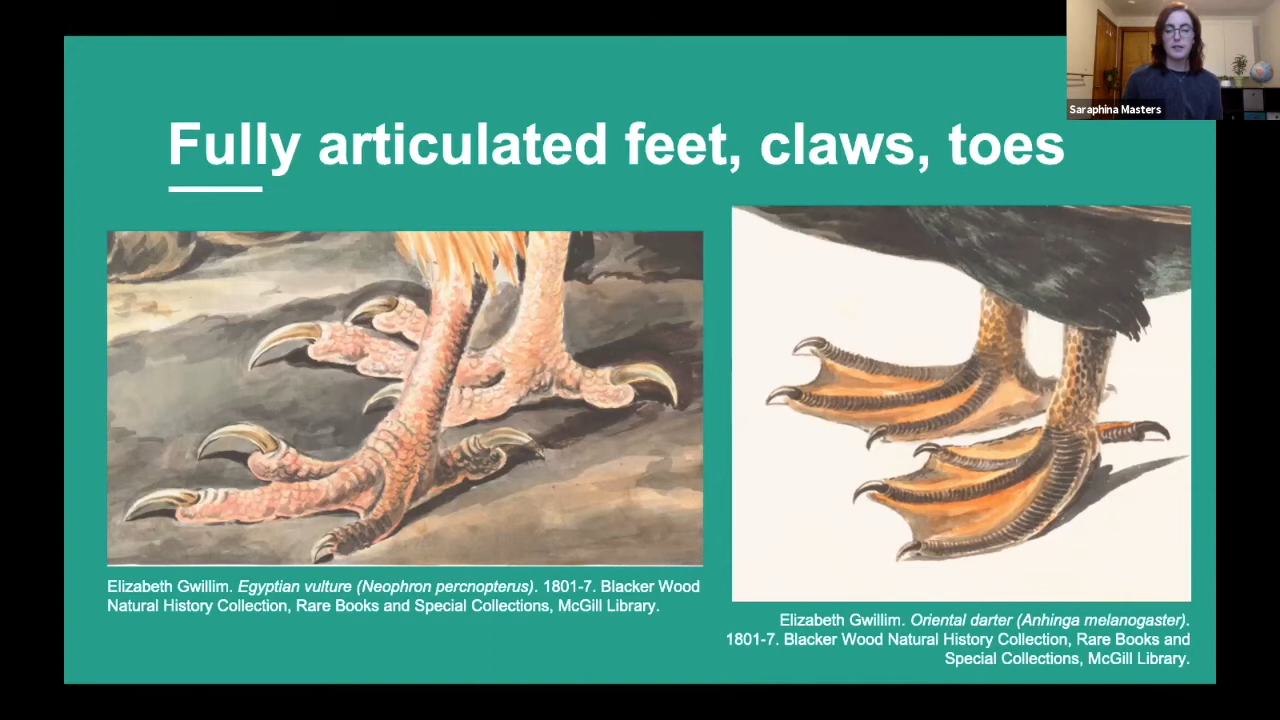 Saraphina Masters
Fully articulated feet, claws, toes
Elizabeth Gwillim. Egyptian vulture (Neophron percnopterus). 1801-7. Blacker Wood
Natural History Collection, Rare Books and Special Collections, McGill Library.
Elizabeth Gwillim. Oriental darter (Anhinga melanogaster).
1801-7. Blacker Wood Natural History Collection, Rare Books and
Special Collections, McGill Library.